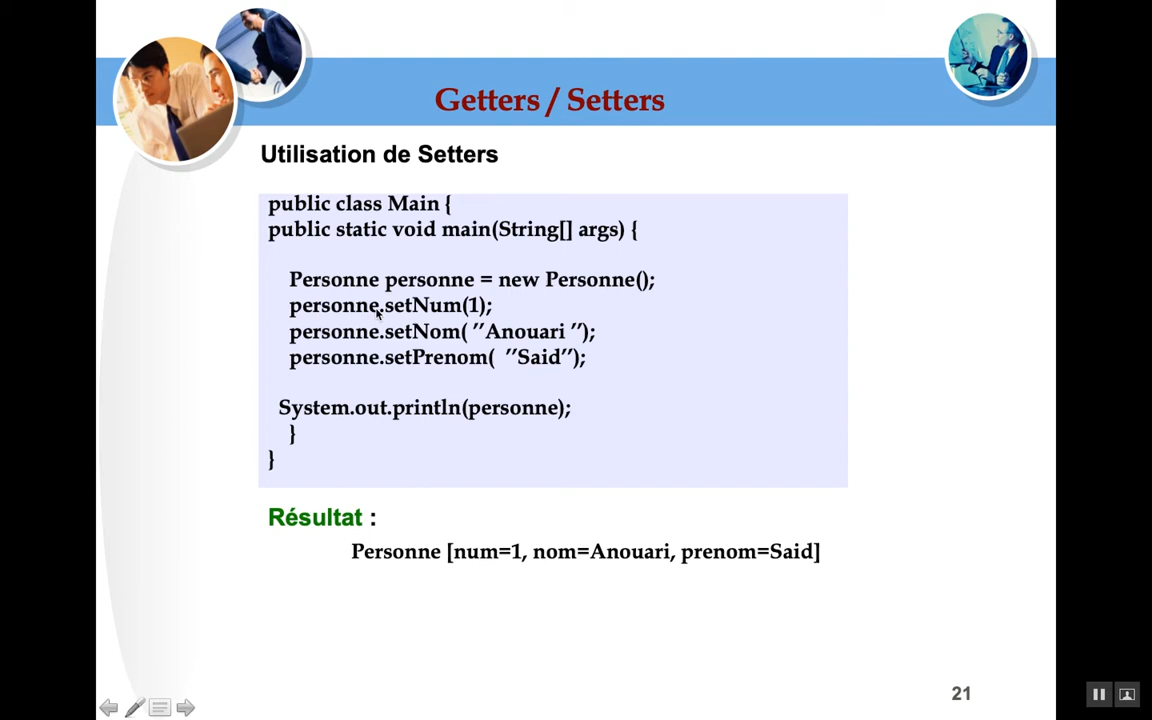 Getters / Setters
Utilisation de Setters
public class Main {
public static void main(String[] args) {
Personne personne = new Personne();
personne.setNum(1);
personne.setNom( ”Anouari ”);
personne.setPrenom(  ”Said”);
System.out.println(personne);
}
}
Résultat :
Personne [num=1, nom=Anouari, prenom=Said]
21